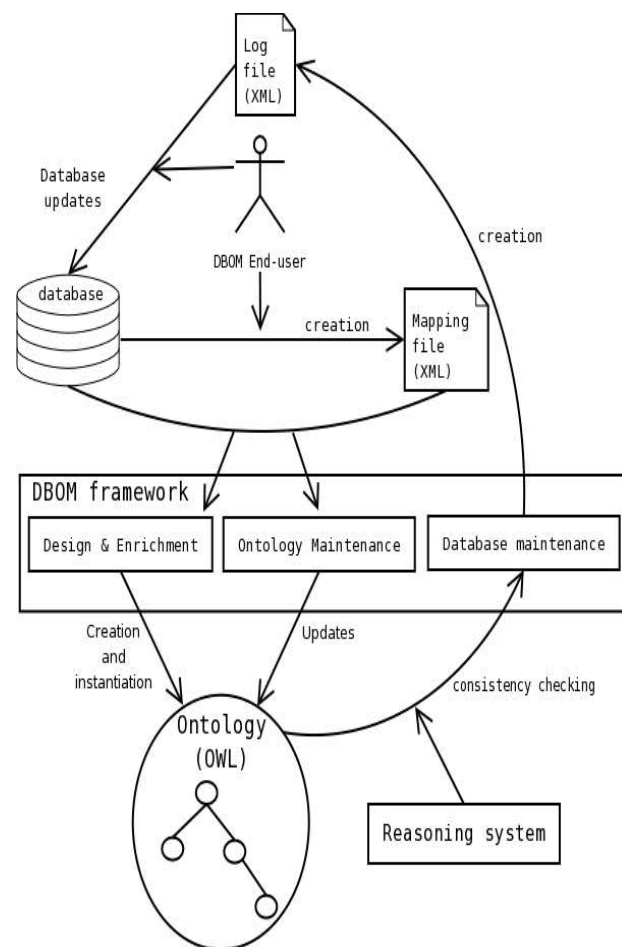 Log
file
(XML)
Database
updates
DBOM End-user
creation
database
creation
Mapping
file
(XML)
DBOM framework
Design & Enrichment
Ontology Maintenance
Database maintenance
Creation
and
instantiation
Updates
consistency checking
Ontology
(OWL)
Reasoning system